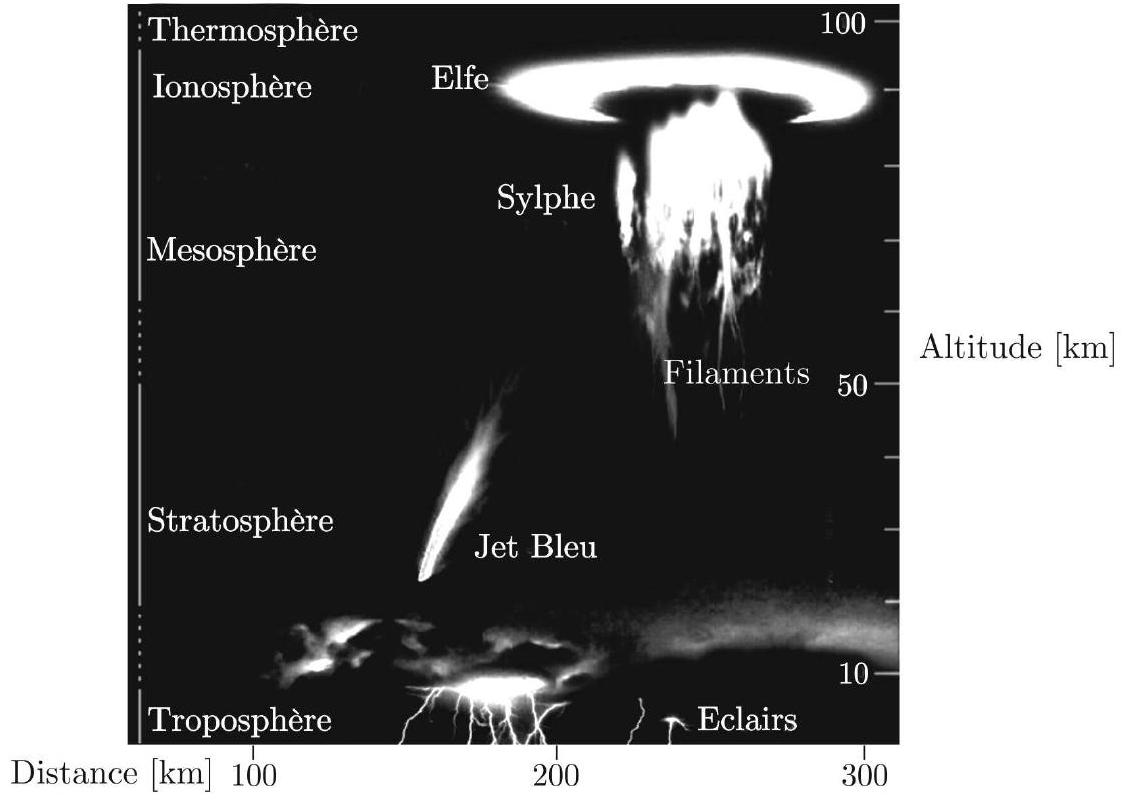 Thermosphère
100
Ionosphère
Elfe
Sylphe
Mesosphère
Altitude [km]
Filaments
50
Stratosphère
Jet Bleu
10
Troposphère
Eclairs
Distance [km] 100 200 300